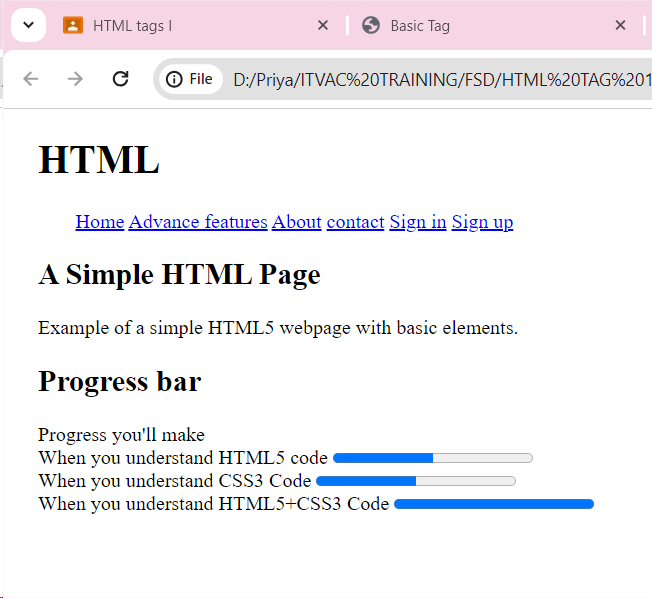 HTML tags I
Basic Tag
File D:/Priya/ITVAC%20TRAINING/FSD/HTML%20TAG%201
HTML
Home Advance features About contact Sign in Sign up
A Simple HTML Page
Example of a simple HTML5 webpage with basic elements.
Progress bar
Progress you'll make
When you understand HTML5 code
When you understand CSS3 Code
When you understand HTML5+CSS3 Code